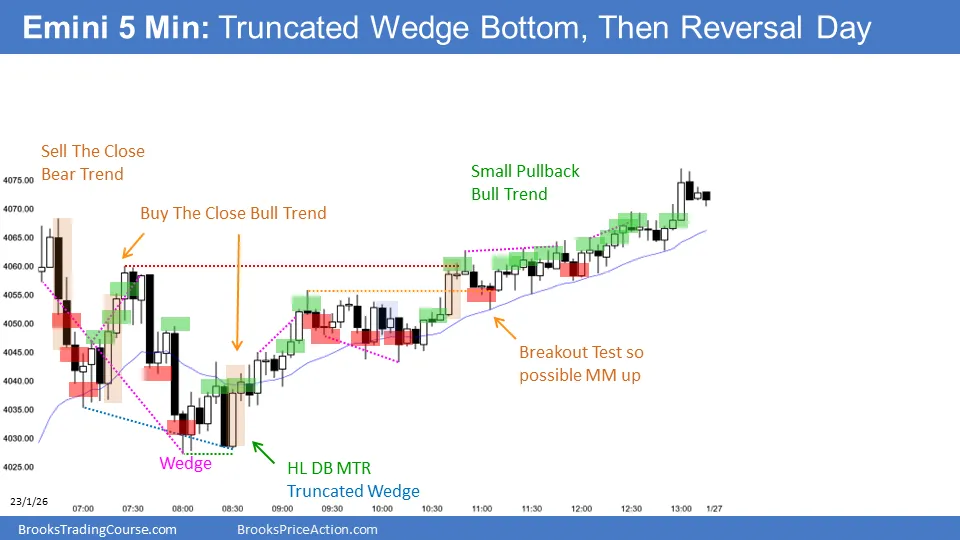 Emini 5 Min: Truncated Wedge Bottom, Then Reversal Day
Sell The Close
Bear Trend
Buy The Close Bull Trend
Small Pullback
Bull Trend
4075.00
4070.00
4065.00
4060.00
4055.00
4050.00
4045.00
4040.00
4035.00
4030.00
4025.00
Breakout Test so
possible MM up
Wedge
HL DB MTR
Truncated Wedge
23/1/26
07:00 07:30 08:00 08:30 09:00 09:30 10:00 10:30 11:00 11:30 12:00 12:30 13:00 1/27
BrooksTradingCourse.com BrooksPriceAction.com